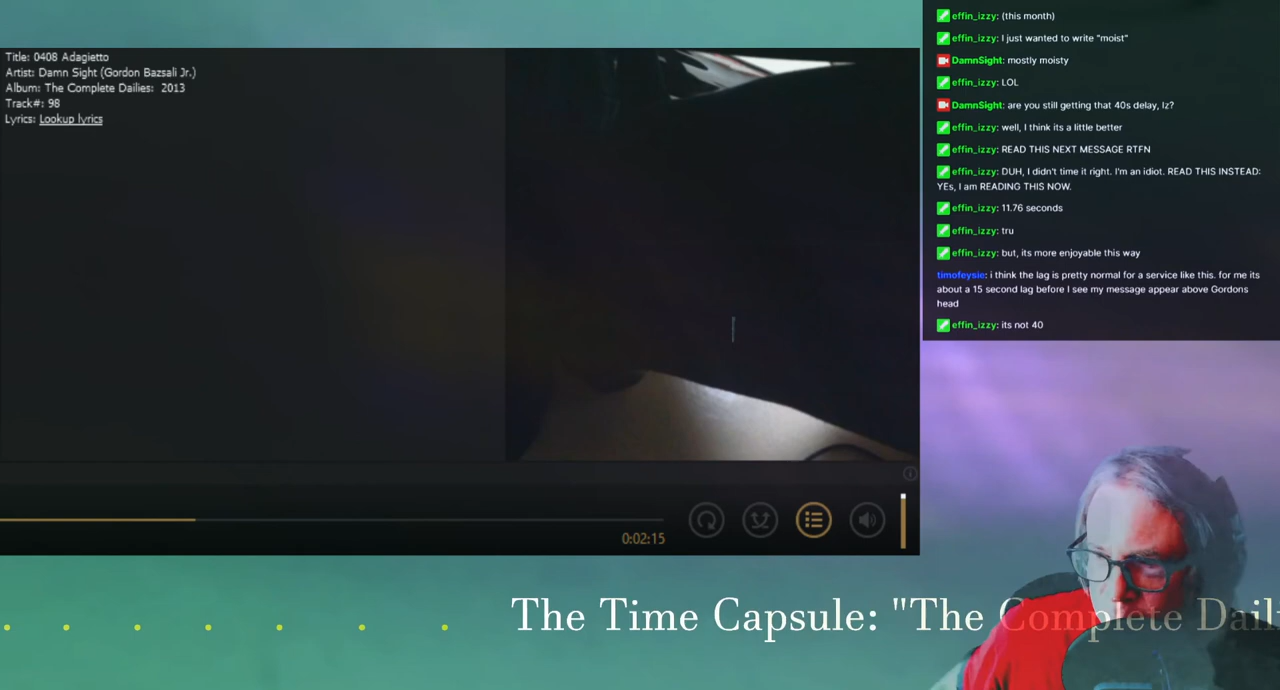 Title: 0408 Adagietto
Artist: Damn Sight (Gordon Bazsali Jr.)
Album: The Complete Dailies: 2013
Track#: 98
Lyrics: Lookup lyrics
0:02:15
effin_izzy: (this month)
effin_izzy: I just wanted to write "moist"
DamnSight: mostly moisty
effin_izzy: LOL
DamnSight: are you still getting that 40s delay, Iz?
effin_izzy: well, I think its a little better
effin_izzy: READ THIS NEXT MESSAGE RTFN
effin_izzy: DUH, I didn't time it right. I'm an idiot. READ THIS INSTEAD:
YEs, I am READING THIS NOW.
effin_izzy: 11.76 seconds
effin_izzy: tru
effin_izzy: but, its more enjoyable this way
timofeysie: i think the lag is pretty normal for a service like this. for me its
about a 15 second lag before I see my message appear above Gordons
head
effin_izzy: its not 40
The Time Capsule: "The Complete Daili